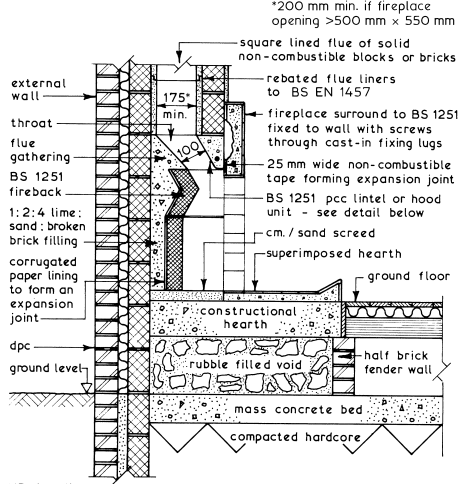 *200 mm min. if fireplace
opening >500 mm × 550 mm
square lined flue of solid
non-combustible blocks or bricks
rebated flue liners
to BS EN 1457
fireplace surround to BS 1251
fixed to wall with screws
through cast-in fixing lugs
25 mm wide non-combustible
tape forming expansion joint
BS 1251 pcc lintel or hood
unit - see detail below
cm./sand screed
superimposed hearth
ground floor
external
wall
throat
flue
gathering
BS 1251
fireback
1:2:4 lime;
sand; broken
brick filling
corrugated
paper lining
to form an
expansion
joint
dpc
ground level
175*
min.
100
constructional
hearth
rubble filled void
half brick
fender wall
mass concrete bed
compacted hardcore